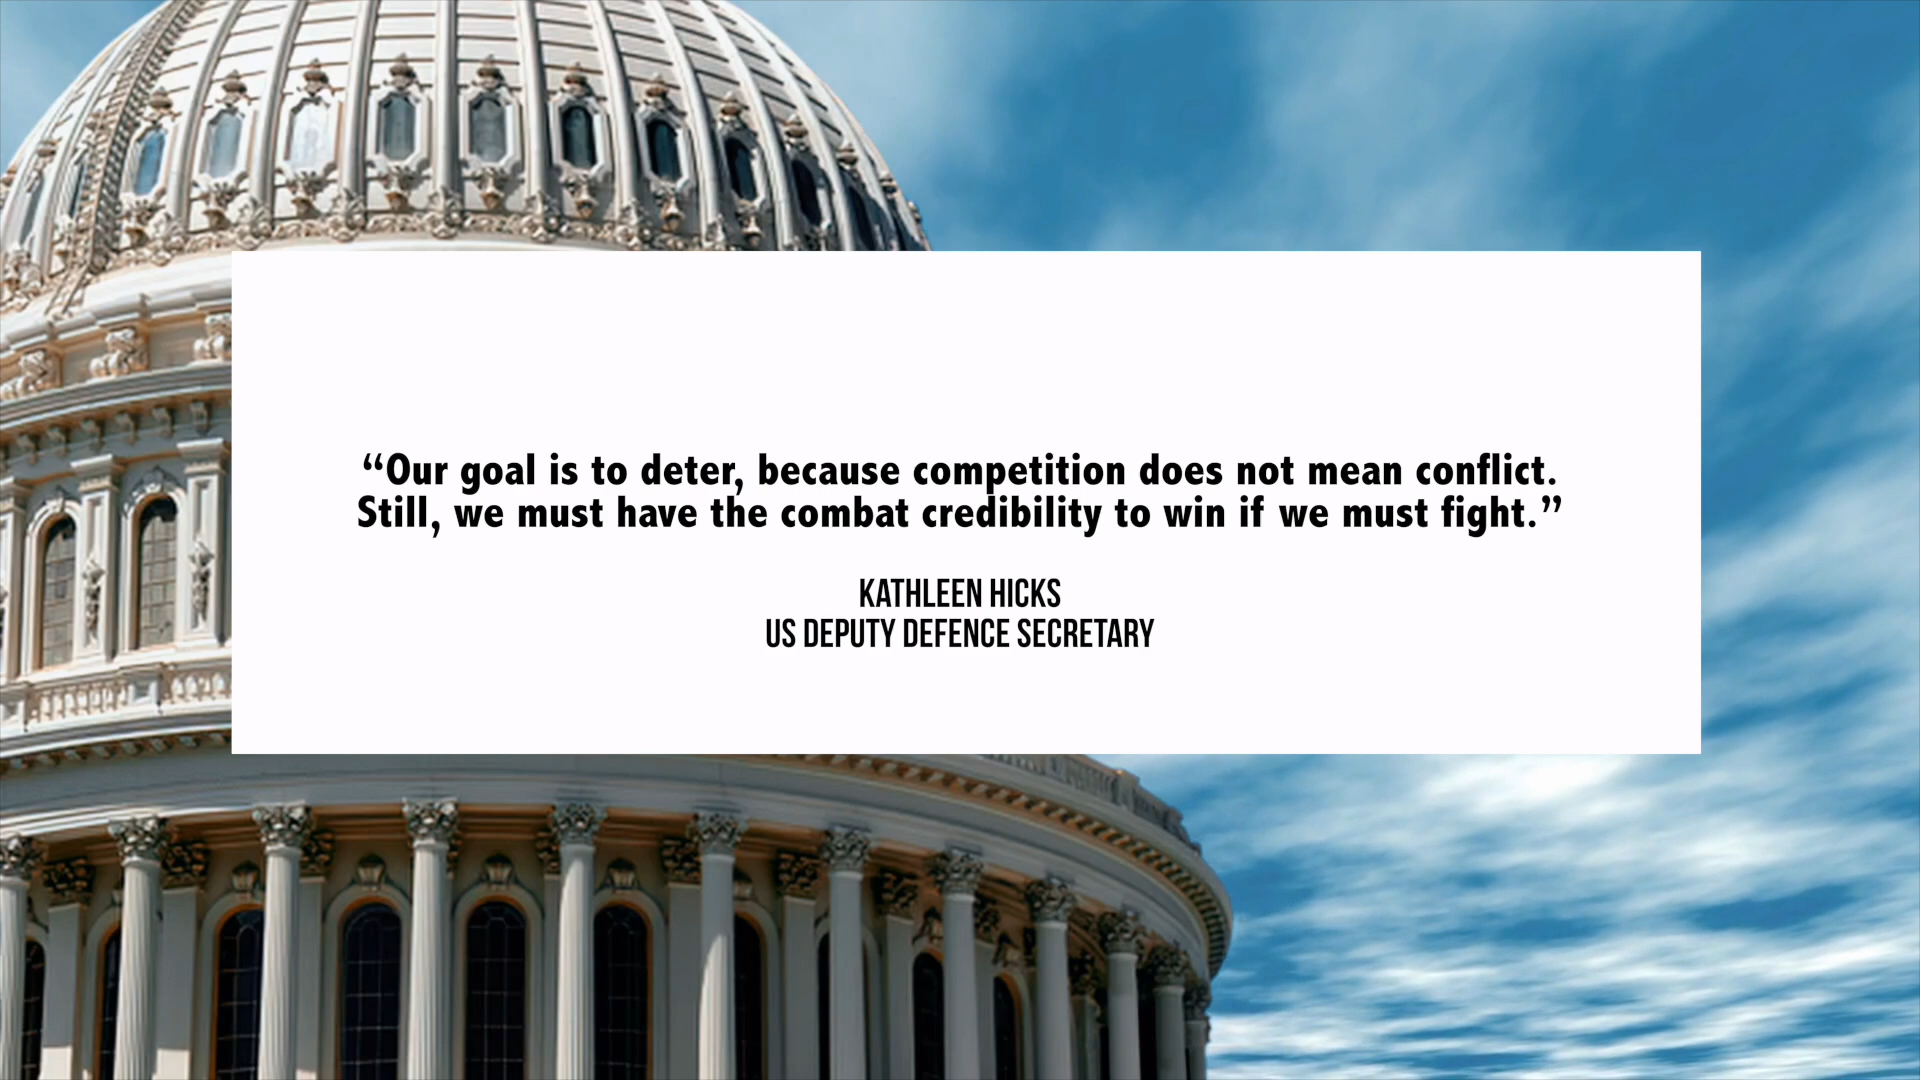 “Our goal is to deter, because competition does not mean conflict.
Still, we must have the combat credibility to win if we must fight.”
KATHLEEN HICKS
US DEPUTY DEFENCE SECRETARY